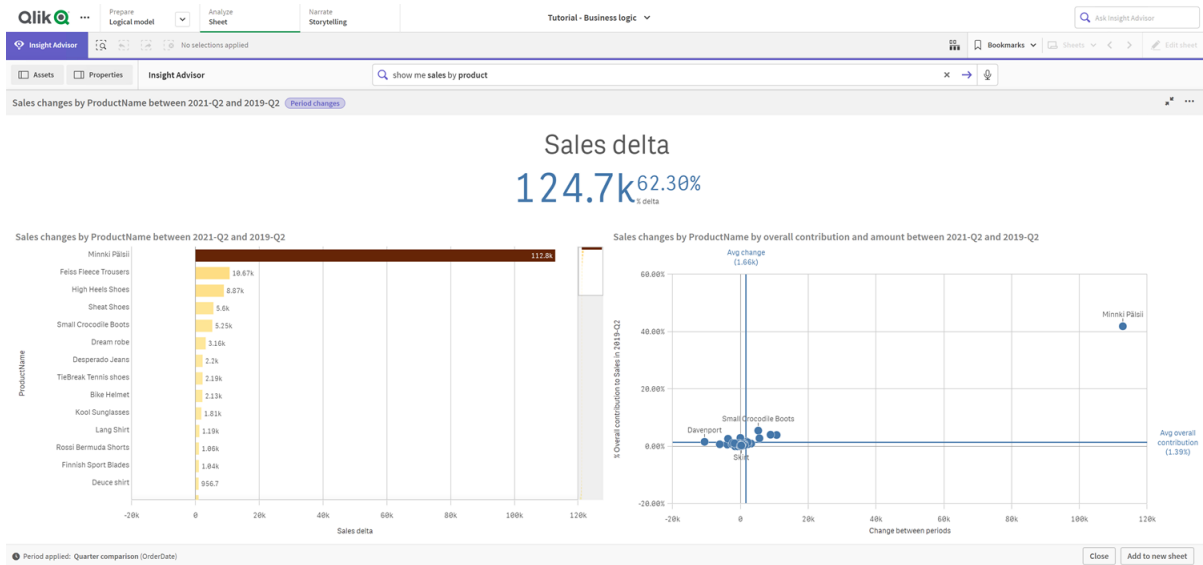 Qlik
Prepare
Logical model
Analyze
Sheet
Narrate
Storytelling
Tutorial - Business logic
Ask Insight Advisor
Insight Advisor
No selections applied
Bookmarks
Sheets
Edit sheet
Assets
Properties
Insight Advisor
show me sales by product
Sales changes by ProductName between 2021-Q2 and 2019-Q2
Period changes
Sales delta
124.7k
62.30%
% delta
Sales changes by ProductName between 2021-Q2 and 2019-Q2
ProductName
Minnki Pälsii 112.8k
Feiss Fleece Trousers 10.67k
High Heels Shoes 8.87k
Sheat Shoes 5.6k
Small Crocodile Boots 5.25k
Dream robe 3.16k
Desperado Jeans 2.2k
TieBreak Tennis shoes 2.19k
Bike Helmet 2.13k
Kool Sunglasses 1.81k
Lang Shirt 1.19k
Rossi Bermuda Shorts 1.06k
Finnish Sport Blades 1.04k
Deuce shirt 956.7
-20k 0 20k 40k 60k 80k 100k 120k
Sales delta
Sales changes by ProductName by overall contribution and amount between 2021-Q2 and 2019-Q2
Avg change
(1.66k)
% Overall contribution to Sales in 2019-Q2
60.00%
Minnki Pälsii
40.00%
20.00%
Small Crocodile Boots
Davenport
Avg overall
contribution
(1.39%)
0.00%
Skirt
-20.00%
-20k 0 20k 40k 60k 80k 100k 120k
Change between periods
Period applied: Quarter comparison (OrderDate)
Close
Add to new sheet